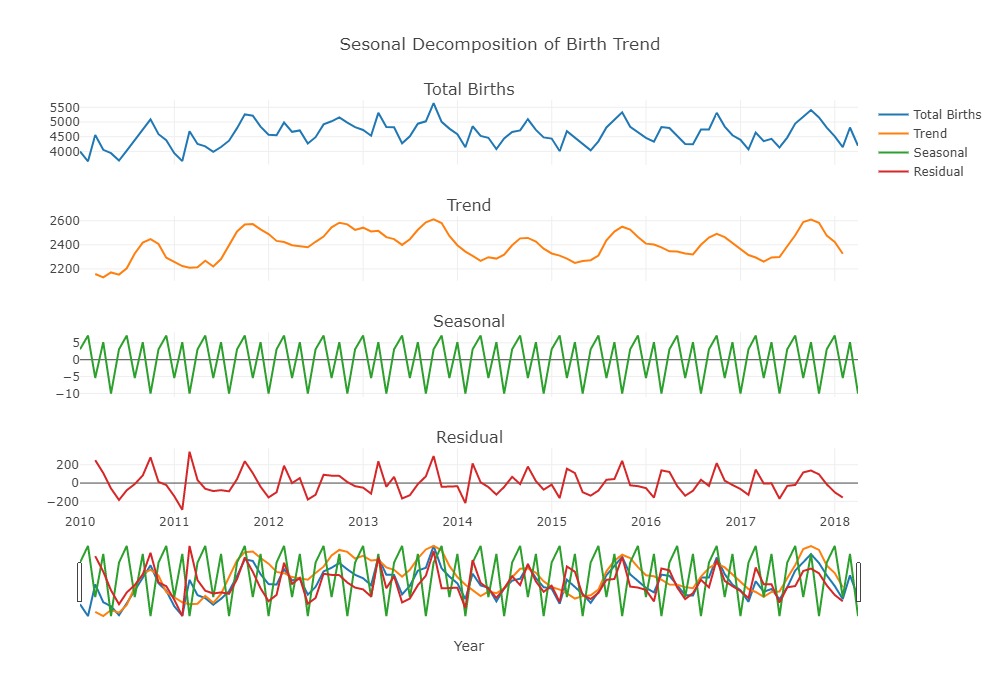 Sesonal Decomposition of Birth Trend
Total Births
5500
5000
4500
4000
Total Births
Trend
Seasonal
Residual
Trend
2600
2400
2200
Seasonal
5
0
−5
−10
Residual
200
0
−200
2010 2011 2012 2013 2014 2015 2016 2017 2018
Year